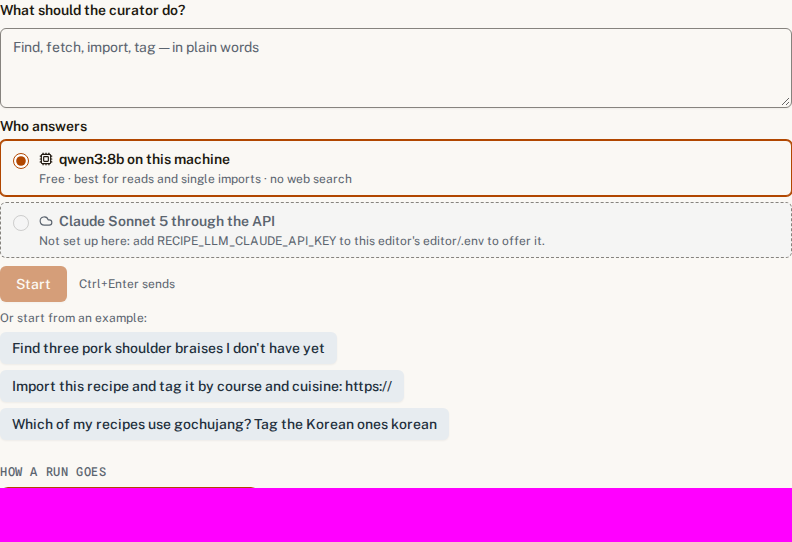 What should the curator do?
Find, fetch, import, tag — in plain words
Who answers
qwen3:8b on this machine
Free · best for reads and single imports · no web search
Claude Sonnet 5 through the API
Not set up here: add RECIPE_LLM_CLAUDE_API_KEY to this editor's editor/.env to offer it.
Start
Ctrl+Enter sends
Or start from an example:
Find three pork shoulder braises I don't have yet
Import this recipe and tag it by course and cuisine: https://
Which of my recipes use gochujang? Tag the Korean ones korean
HOW A RUN GOES